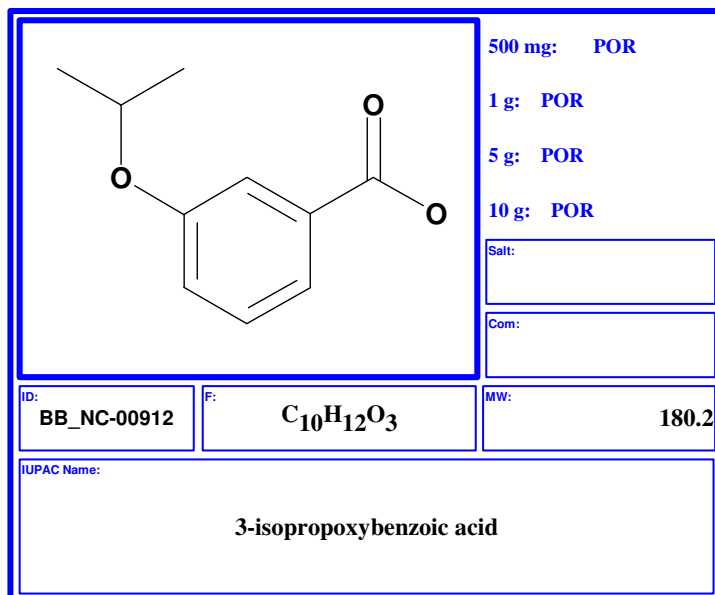 O
O
O
500 mg: POR
1 g: POR
5 g: POR
10 g: POR
Salt:
Com:
ID:
BB_NC-00912
F:
C10H12O3
MW:
180.2
IUPAC Name:
3-isopropoxybenzoic acid